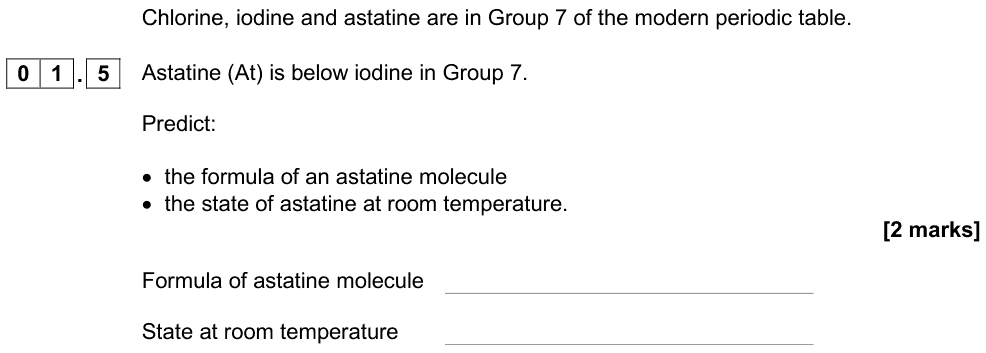 Chlorine, iodine and astatine are in Group 7 of the modern periodic table.
0 1 . 5 Astatine (At) is below iodine in Group 7.
Predict:
• the formula of an astatine molecule
• the state of astatine at room temperature.
[2 marks]
Formula of astatine molecule
State at room temperature